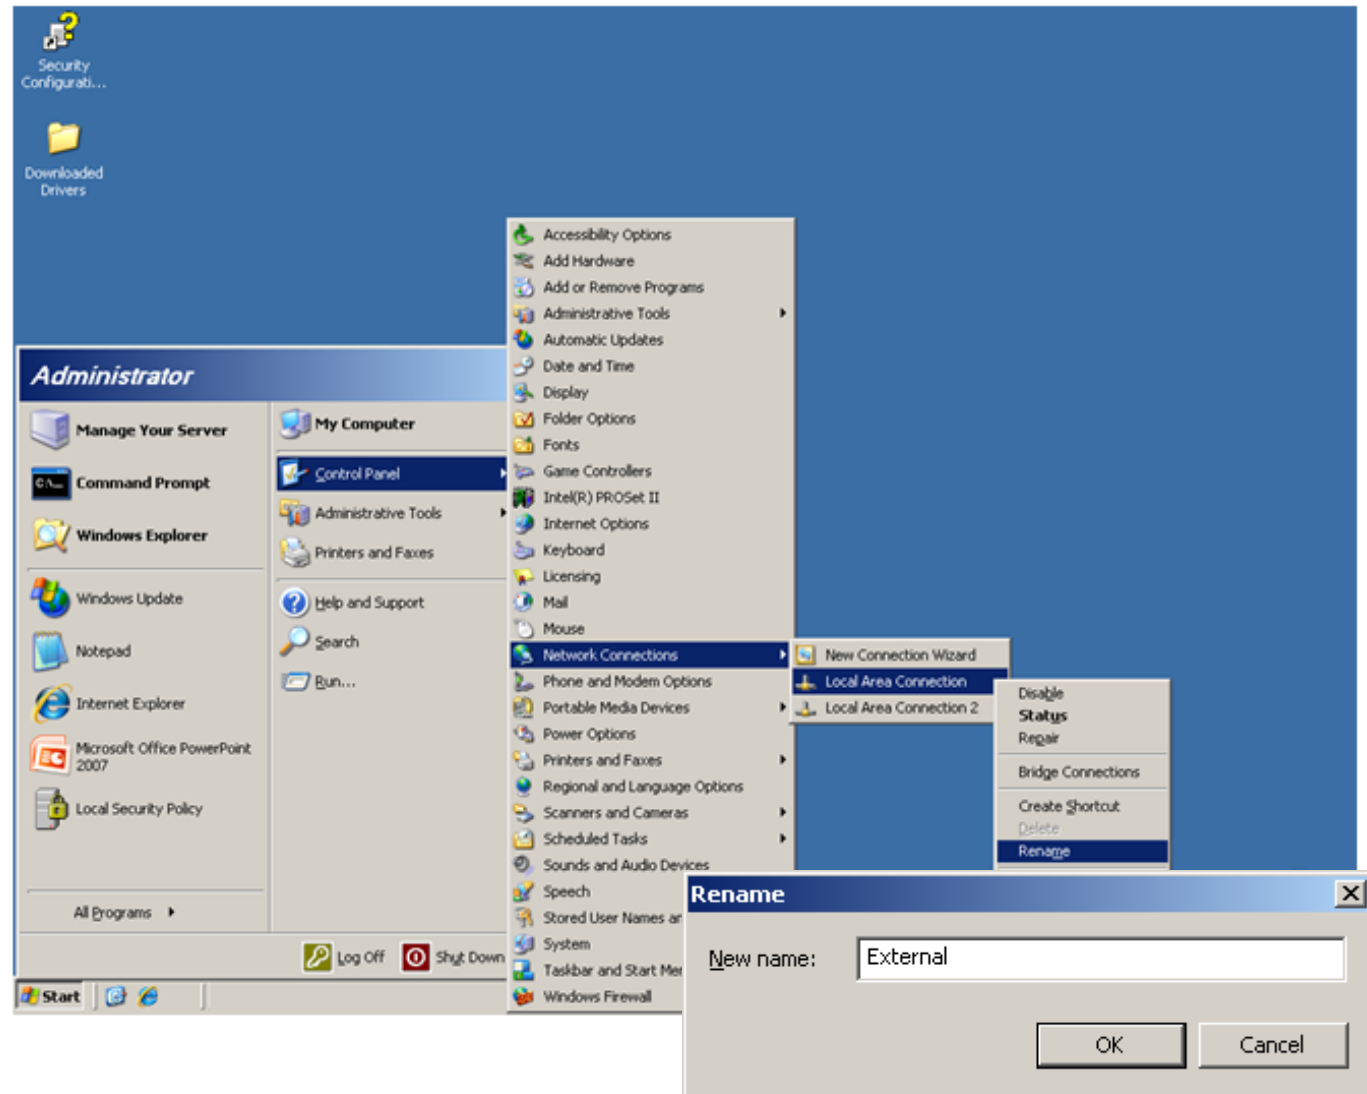 Security
Configurati...
Downloaded
Drivers
Administrator
Manage Your Server
Command Prompt
Windows Explorer
Windows Update
Notepad
Internet Explorer
Microsoft Office PowerPoint
2007
Local Security Policy
All Programs
My Computer
Control Panel
Administrative Tools
Printers and Faxes
Help and Support
Search
Run...
Log Off
Shut Down
Start
Accessibility Options
Add Hardware
Add or Remove Programs
Administrative Tools
Automatic Updates
Date and Time
Display
Folder Options
Fonts
Game Controllers
Intel(R) PROSet II
Internet Options
Keyboard
Licensing
Mail
Mouse
Network Connections
Phone and Modem Options
Portable Media Devices
Power Options
Printers and Faxes
Regional and Language Options
Scanners and Cameras
Scheduled Tasks
Sounds and Audio Devices
Speech
Stored User Names an
System
Taskbar and Start Men
Windows Firewall
New Connection Wizard
Local Area Connection
Local Area Connection 2
Disable
Status
Repair
Bridge Connections
Create Shortcut
Delete
Rename
Rename
New name:
External
OK
Cancel